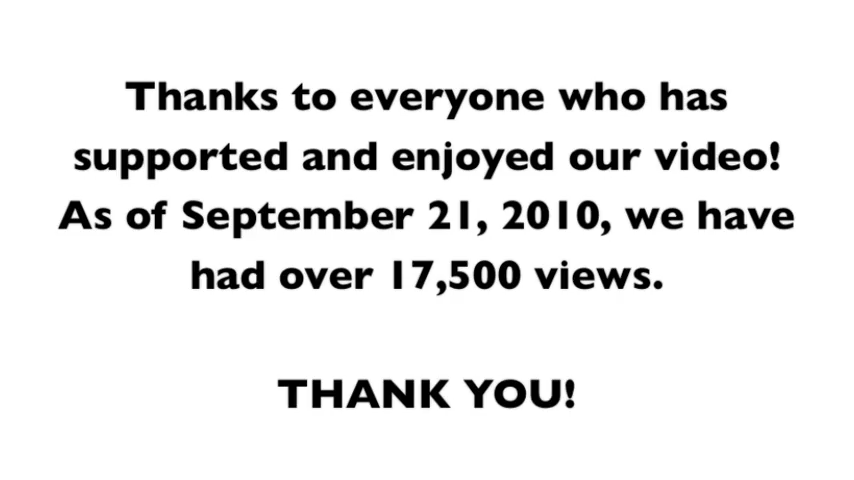 Thanks to everyone who has
supported and enjoyed our video!
As of September 21, 2010, we have
had over 17,500 views.
THANK YOU!